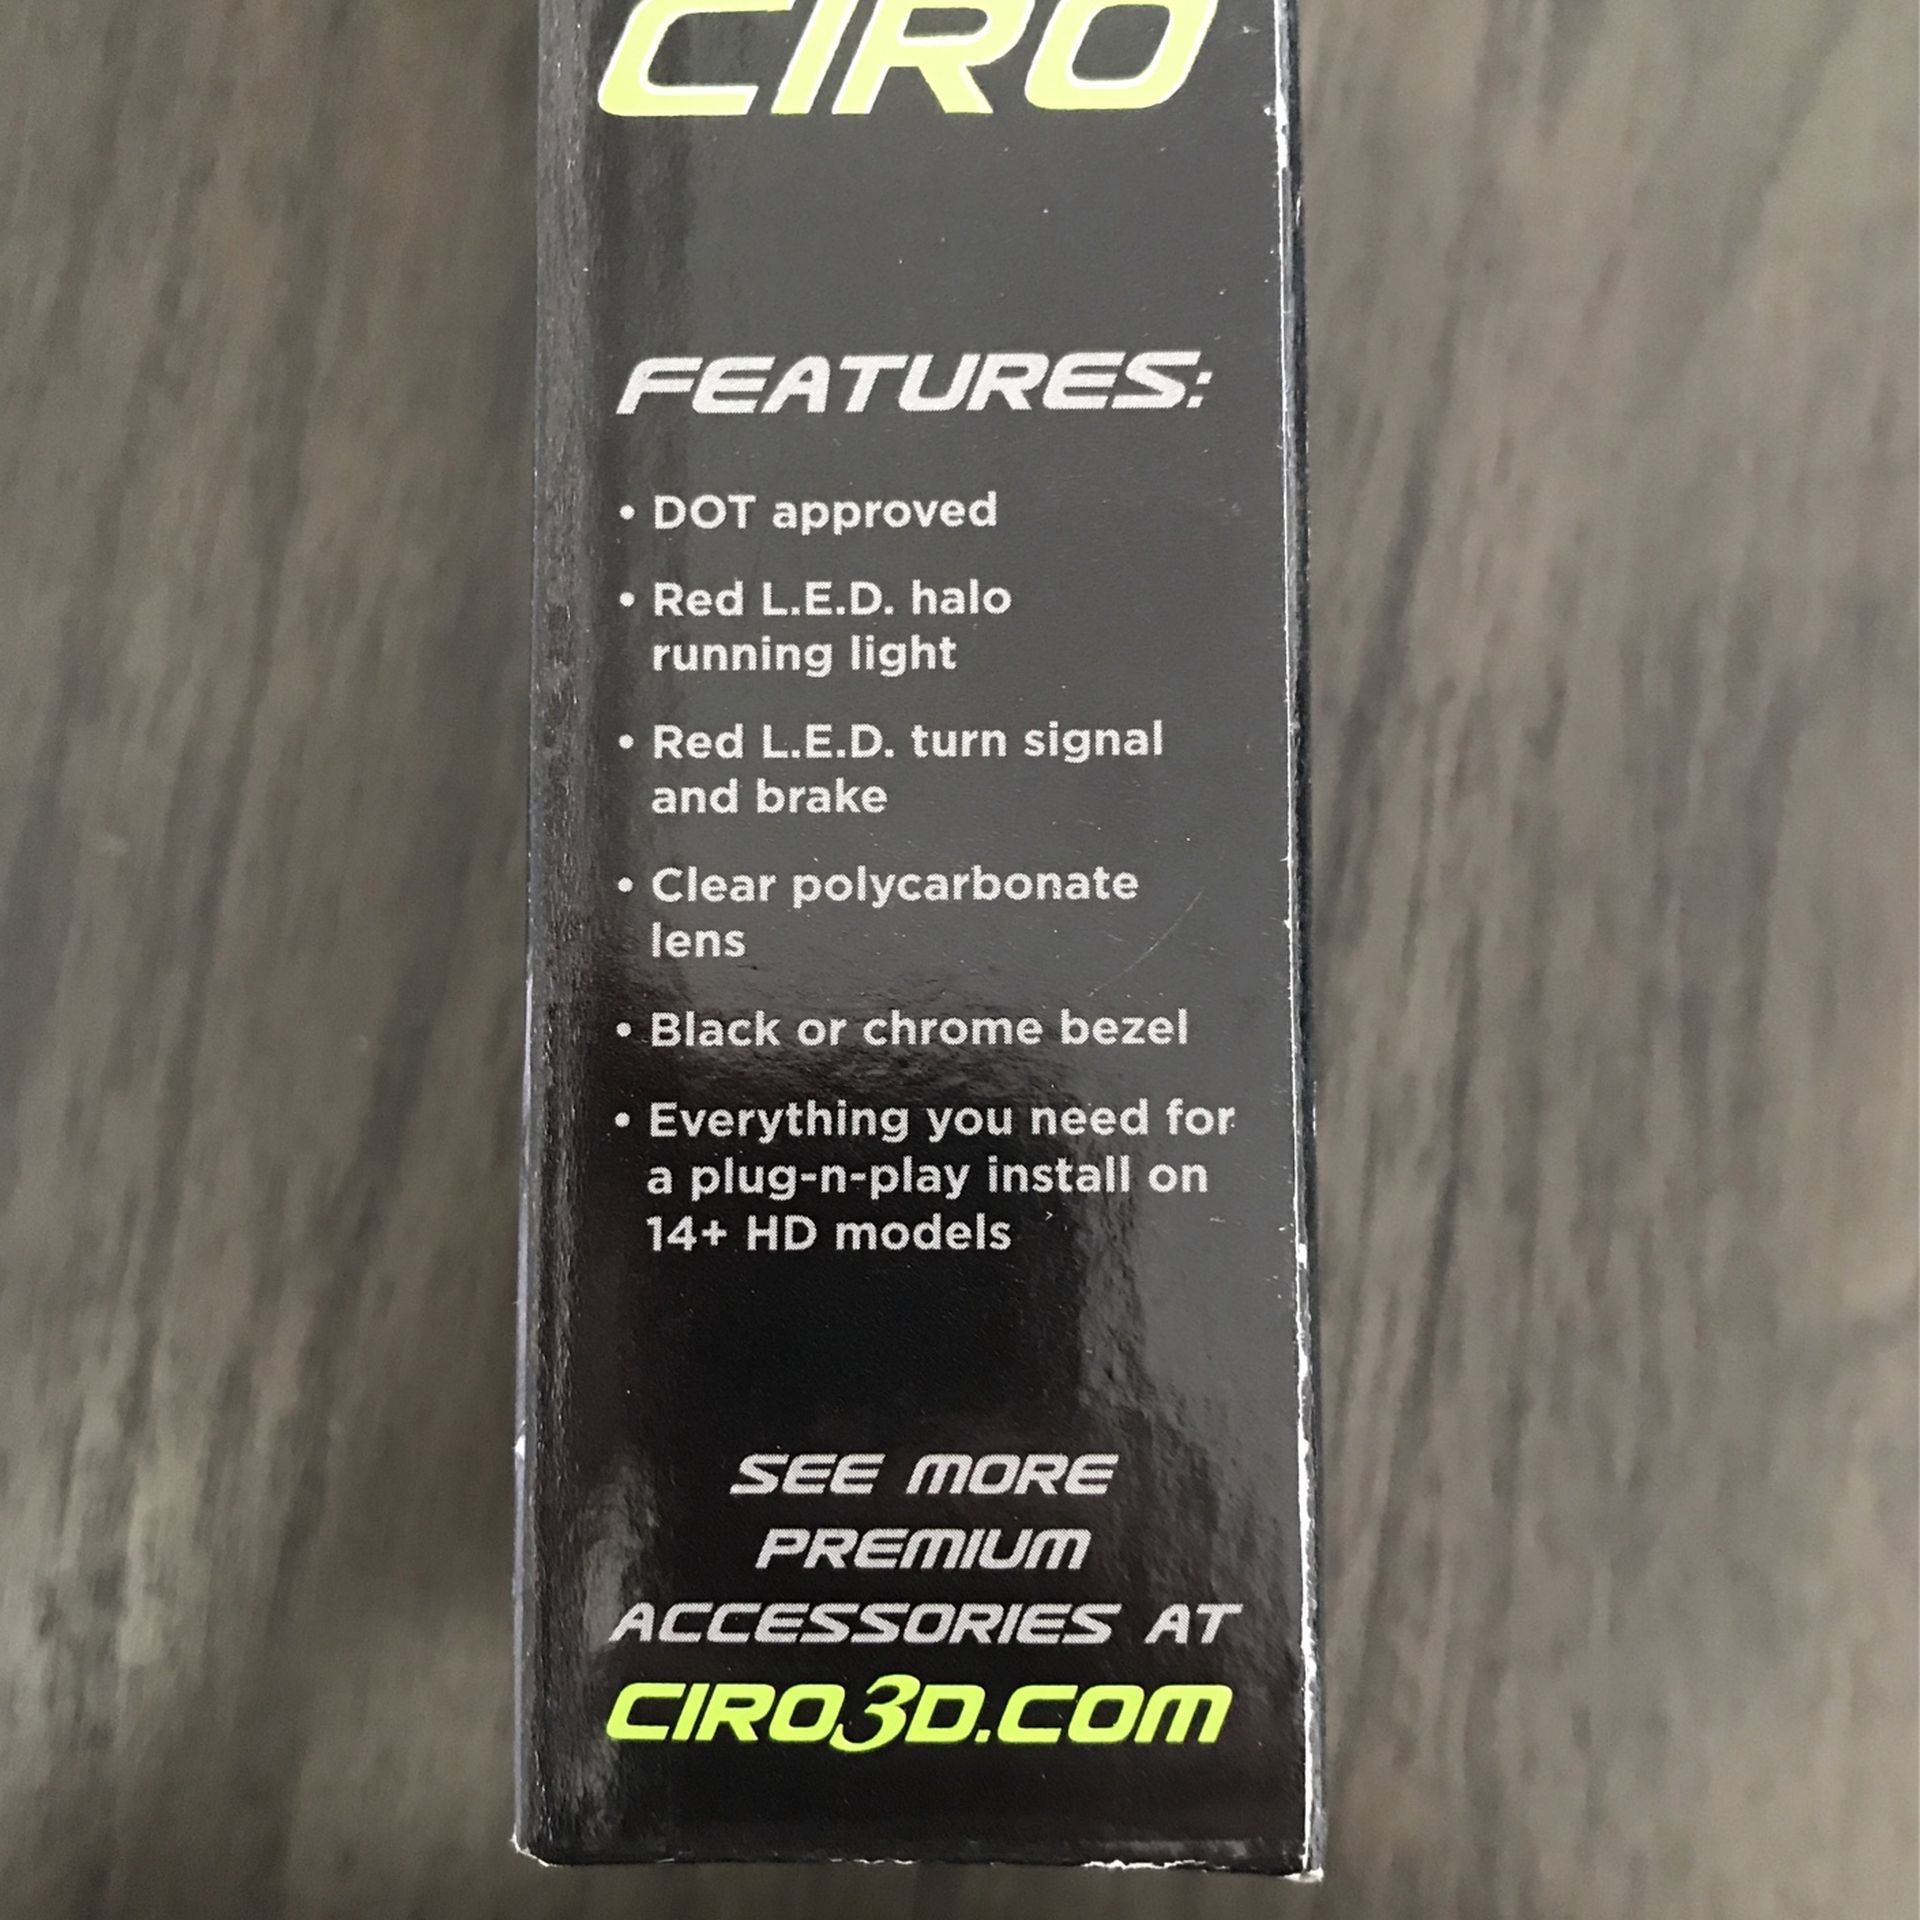 CIRO
FEATURES:
• DOT approved
• Red L.E.D. halo
running light
• Red L.E.D. turn signal
and brake
• Clear polycarbonate
lens
• Black or chrome bezel
• Everything you need for
a plug-n-play install on
14+ HD models
SEE MORE
PREMIUM
ACCESSORIES AT
CIRO3D.COM